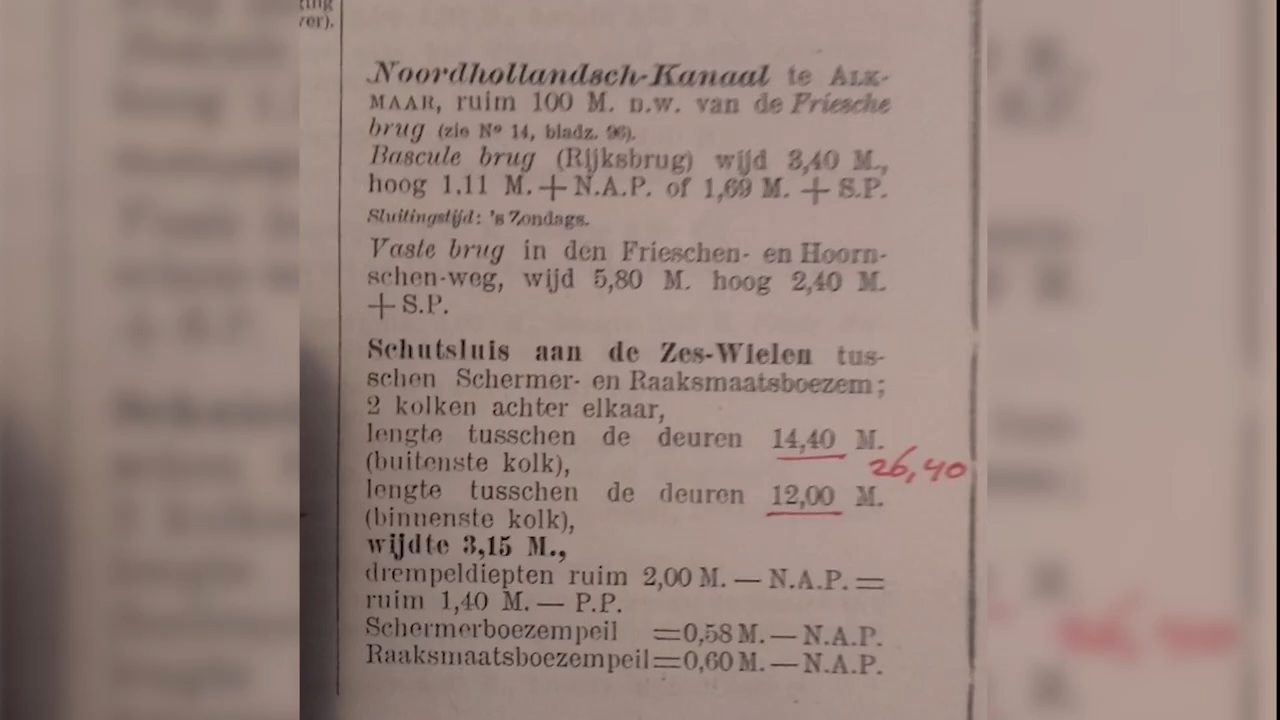 ver).
Noordhollandsch-Kanaal te ALK-
MAAR, ruim 100 M. B.W. van de Friesche
brug (zie Nº 14, bladz. 96).
Bascule brug (Rijksbrug) wijd 3,40 M.,
hoog 1,11 M. + N.A.P. of 1,69 M. + S.P.
Sluitingstijd: 's Zondags.
Vaste brug in den Frieschen- en Hoorn-
schen-weg, wijd 5,80 M. hoog 2,40 M.
+ S.P.
Schutsluis aan de Zes-Wielen tus-
schen Schermer- en Raaksmaatsboezem;
2 kolken achter elkaar,
lengte tusschen de deuren 14,40 M.
(buitenste kolk),
26,40
lengte tusschen de deuren 12,00 M.
(binnenste kolk),
wijdte 3,15 M.,
drempeldiepten ruim 2,00 M. — N.A.P. =
ruim 1,40 M. — P.P.
Schermerboezempeil =0,58 M. — N.A.P.
Raaksmaatsboezempeil=0,60 M. — N.A.P.